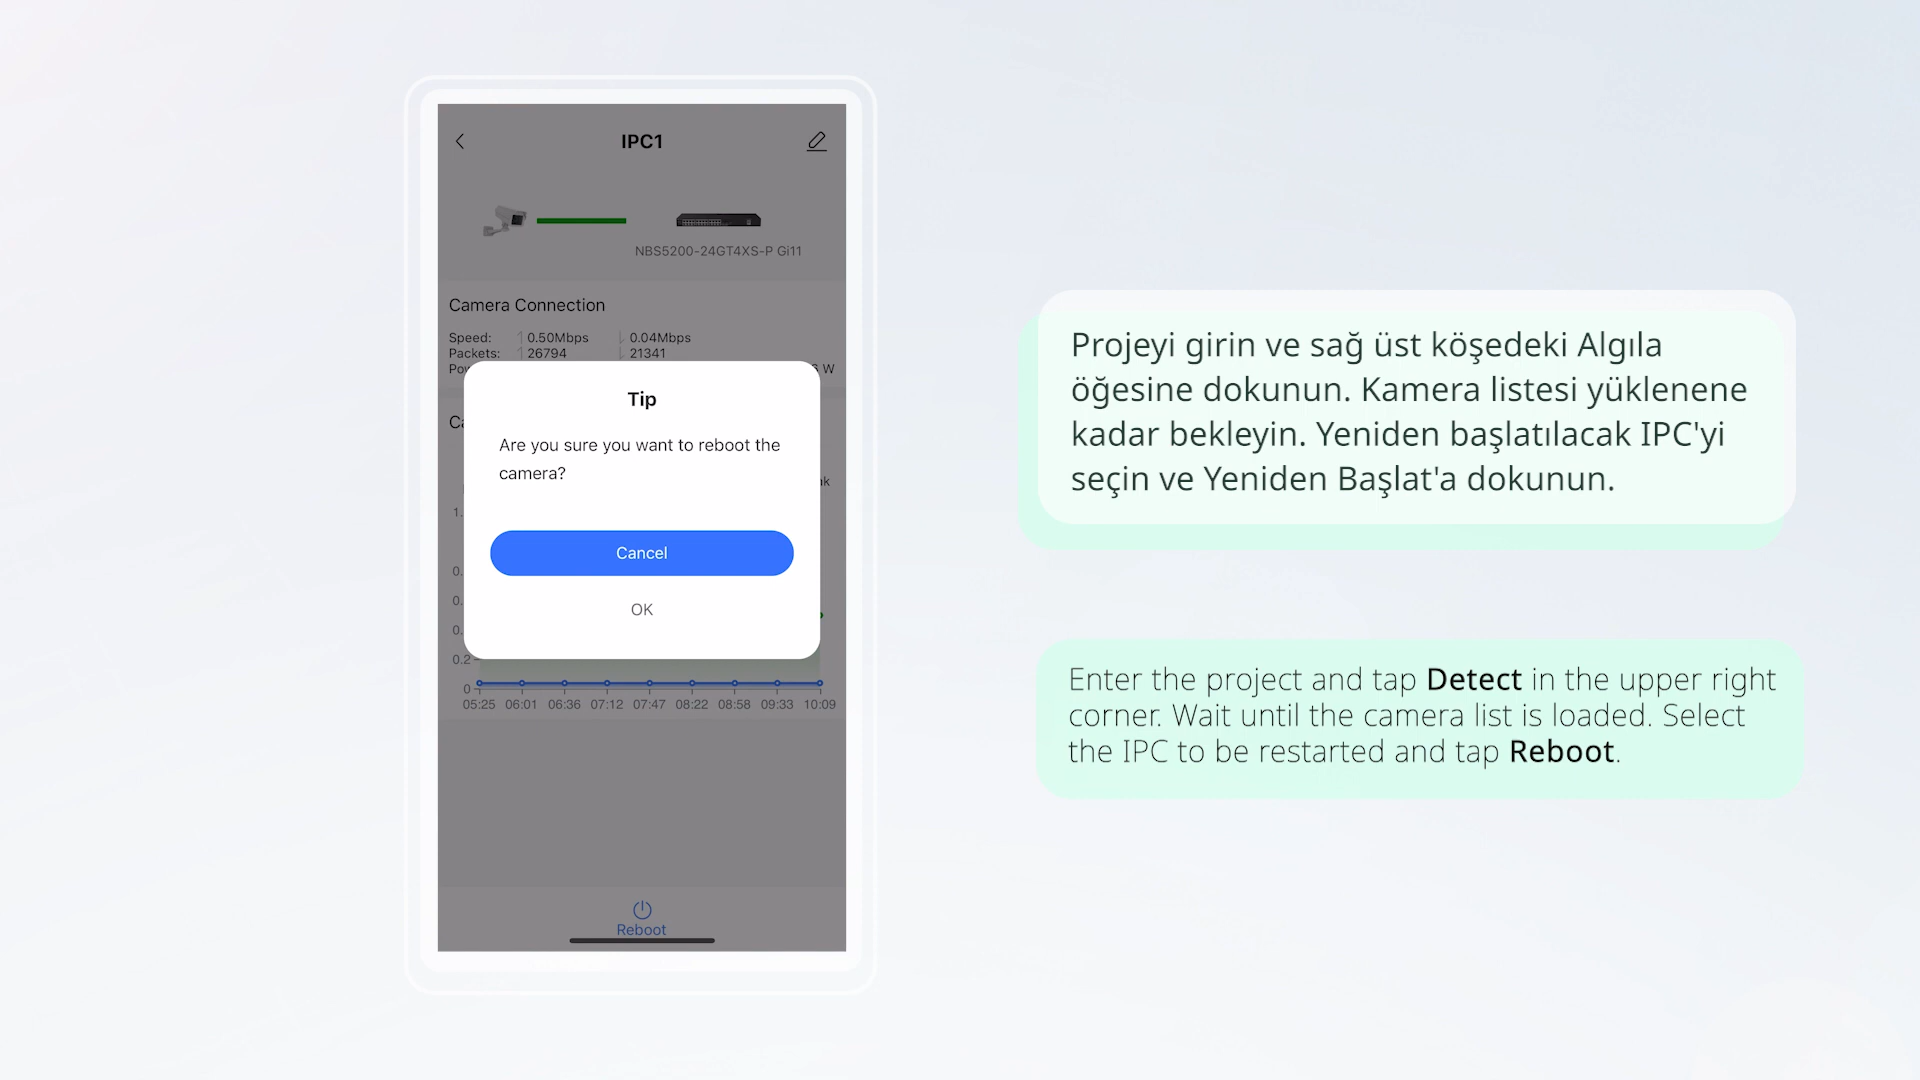 IPC1
NBS5200-24GT4XS-P Gi11
Camera Connection
Speed: 0.50Mbps 0.04Mbps
Packets: 26794 21341
W
Tip
Are you sure you want to reboot the
camera?
Cancel
OK
0.2
0
05:25 06:01 06:36 07:12 07:47 08:22 08:58 09:33 10:09
Reboot
Projeyi girin ve sağ üst köşedeki Algıla
öğesine dokunun. Kamera listesi yüklenene
kadar bekleyin. Yeniden başlatılacak IPC'yi
seçin ve Yeniden Başlat'a dokunun.
Enter the project and tap Detect in the upper right
corner. Wait until the camera list is loaded. Select
the IPC to be restarted and tap Reboot.